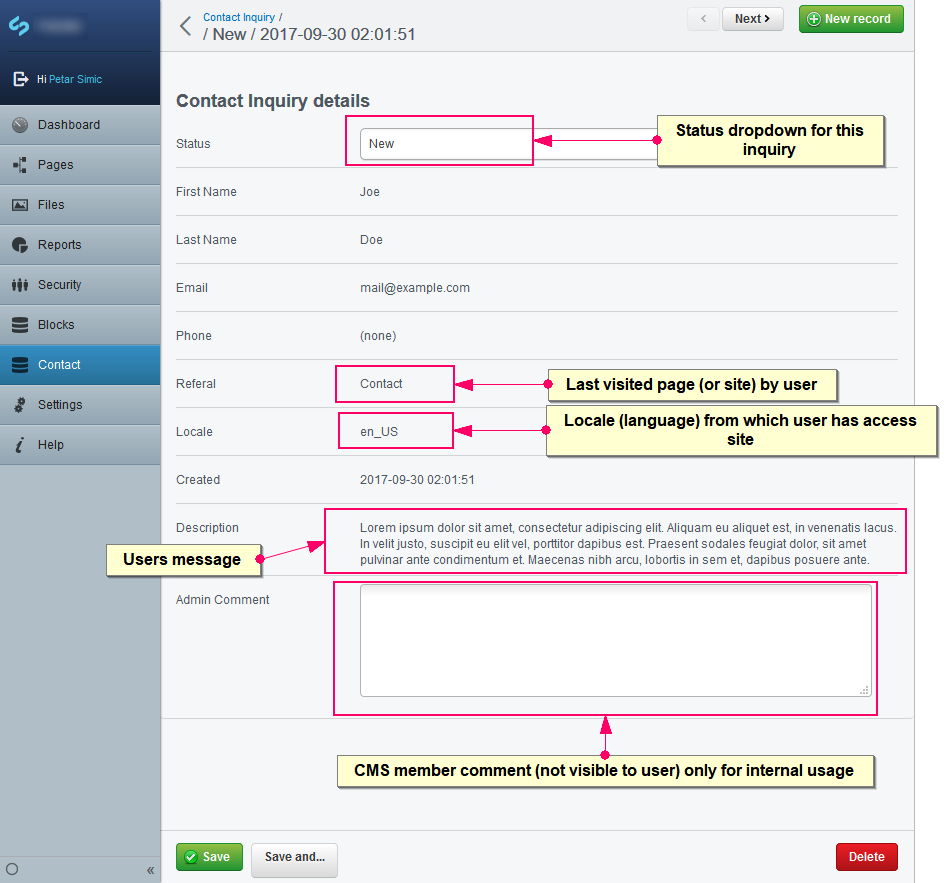 Contact Inquiry /
/ New / 2017-09-30 02:01:51
Next
New record
Hi Petar Simic
Dashboard
Pages
Files
Reports
Security
Blocks
Contact
Settings
Help
Contact Inquiry details
Status
New
Status dropdown for this
inquiry
First Name
Joe
Last Name
Doe
Email
mail@example.com
Phone
(none)
Referal
Contact
Last visited page (or site) by user
Locale
en_US
Locale (language) from which user has access
site
Created
2017-09-30 02:01:51
Description
Lorem ipsum dolor sit amet, consectetur adipiscing elit. Aliquam eu aliquet est, in venenatis lacus.
In velit justo, suscipit eu elit vel, porttitor dapibus est. Praesent sodales feugiat dolor, sit amet
pulvinar ante condimentum et. Maecenas nibh arcu, lobortis in sem et, dapibus posuere ante.
Users message
Admin Comment
CMS member comment (not visible to user) only for internal usage
Save
Save and...
Delete